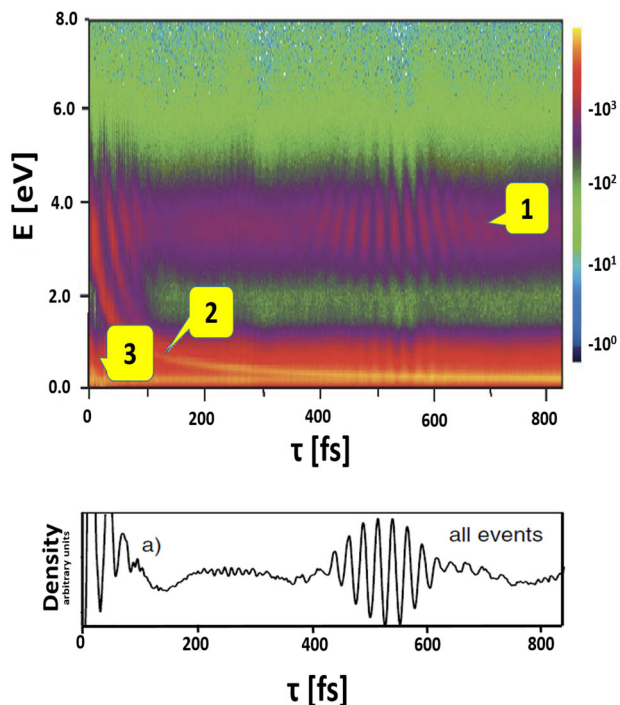 8.0
6.0
4.0
2.0
0.0
E [eV]
0 200 400 600 800
τ [fs]
-10³
-10²
-10¹
-10⁰
1
2
3
Density
arbitrary units
a)
all events
0 200 400 600 800
τ [fs]